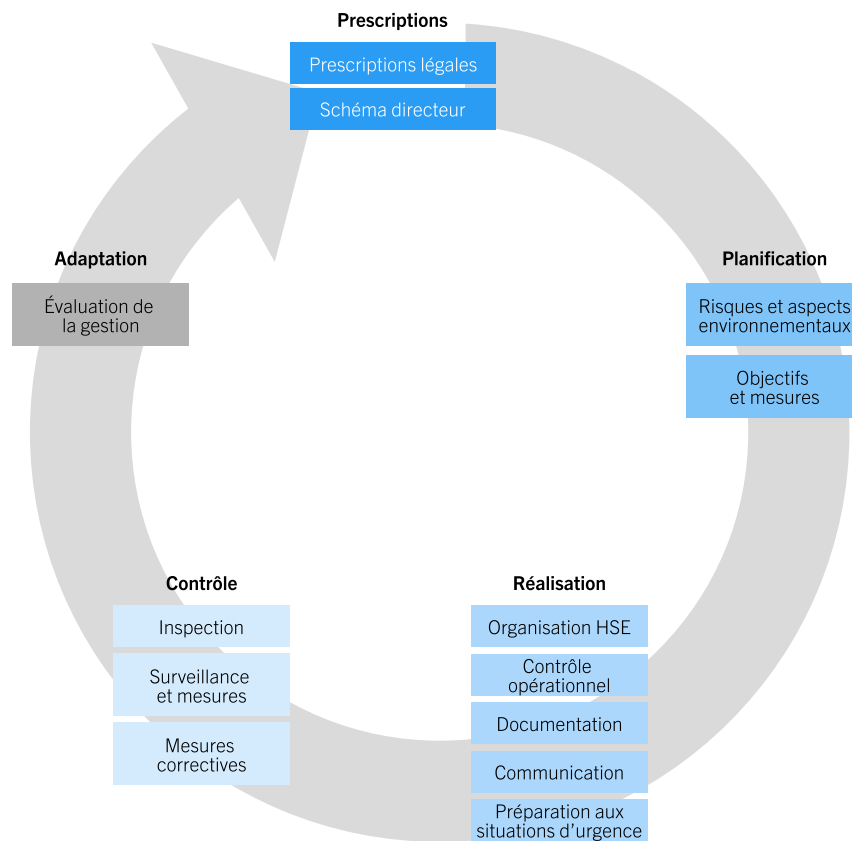 Prescriptions
Prescriptions légales
Schéma directeur
Adaptation
Évaluation de
la gestion
Planification
Risques et aspects
environnementaux
Objectifs
et mesures
Contrôle
Inspection
Surveillance
et mesures
Mesures
correctives
Réalisation
Organisation HSE
Contrôle
opérationnel
Documentation
Communication
Préparation aux
situations d’urgence